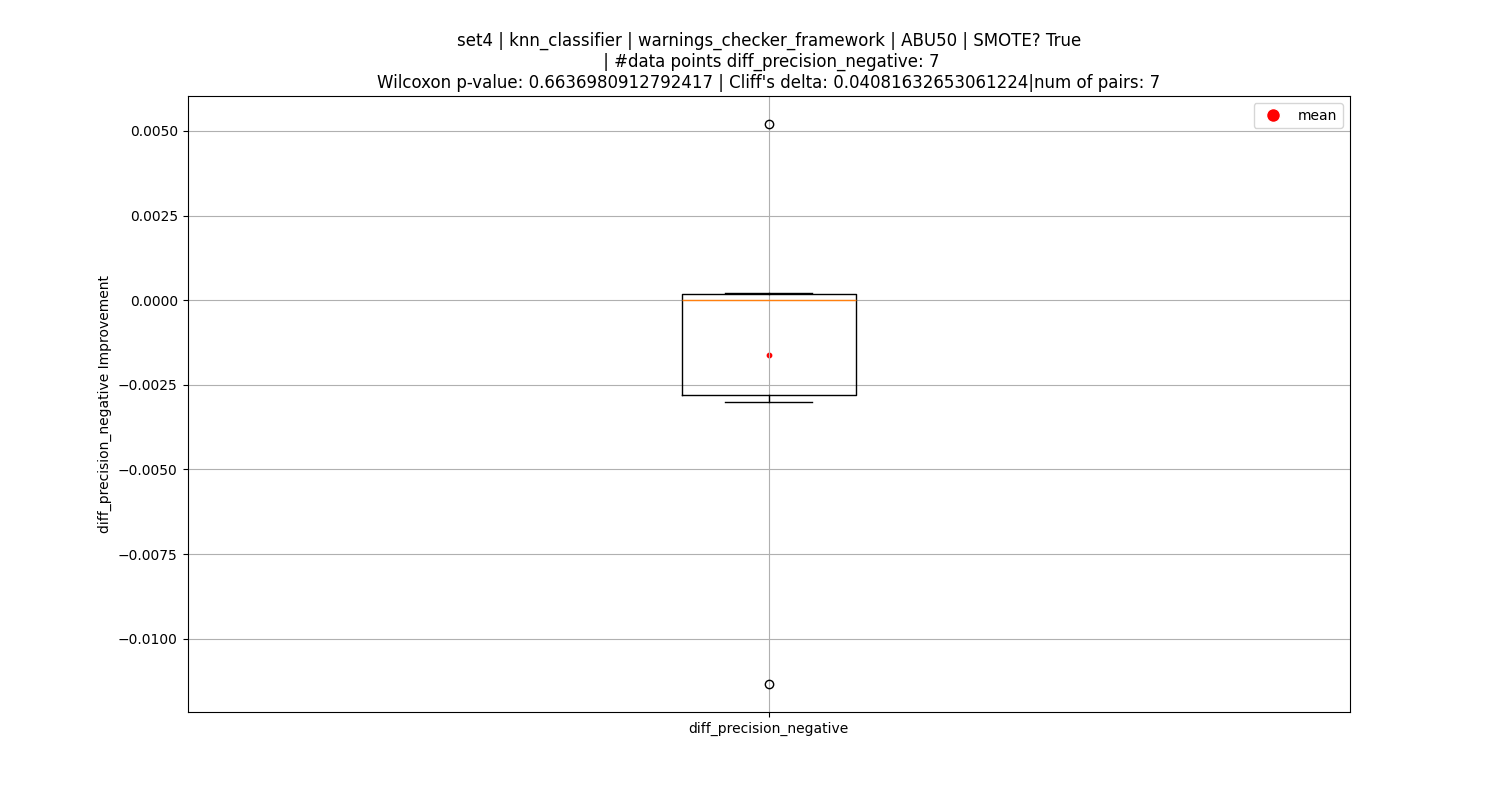 set4 | knn_classifier | warnings_checker_framework | ABU50 | SMOTE? True
| #data points diff_precision_negative: 7
Wilcoxon p-value: 0.6636980912792417 | Cliff's delta: 0.04081632653061224|num of pairs: 7
mean
0.0050
0.0025
0.0000
−0.0025
−0.0050
−0.0075
−0.0100
diff_precision_negative Improvement
diff_precision_negative